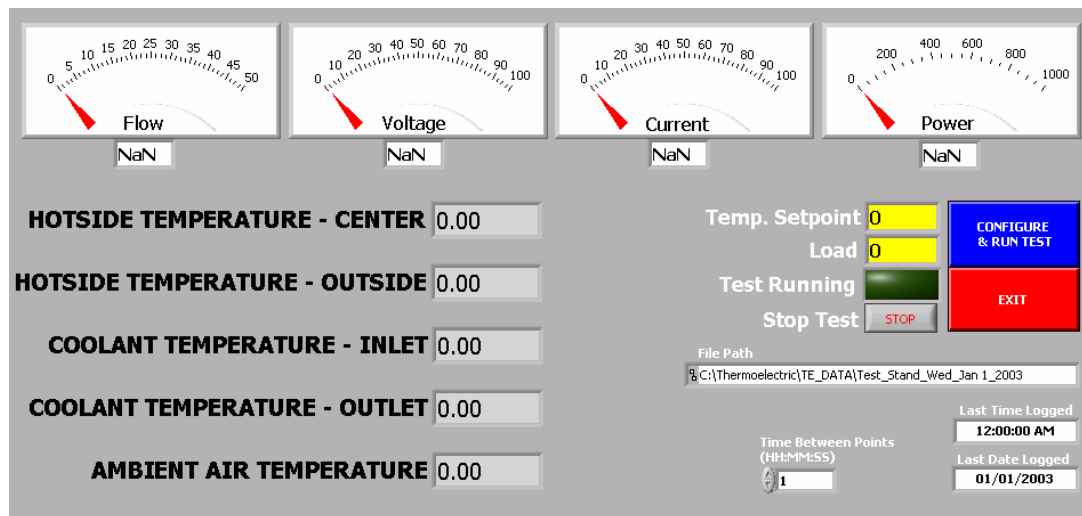 0 5 10 15 20 25 30 35 40 45 50
Flow
NaN
0 10 20 30 40 50 60 70 80 90 100
Voltage
NaN
0 10 20 30 40 50 60 70 80 90 100
Current
NaN
0 200 400 600 800 1000
Power
NaN
HOTSIDE TEMPERATURE - CENTER 0.00
HOTSIDE TEMPERATURE - OUTSIDE 0.00
COOLANT TEMPERATURE - INLET 0.00
COOLANT TEMPERATURE - OUTLET 0.00
AMBIENT AIR TEMPERATURE 0.00
Temp. Setpoint 0
Load 0
Test Running
Stop Test STOP
CONFIGURE
& RUN TEST
EXIT
File Path
C:\Thermoelectric\TE_DATA\Test_Stand_Wed_Jan 1_2003
Time Between Points
(HH:MM:SS)
1
Last Time Logged
12:00:00 AM
Last Date Logged
01/01/2003